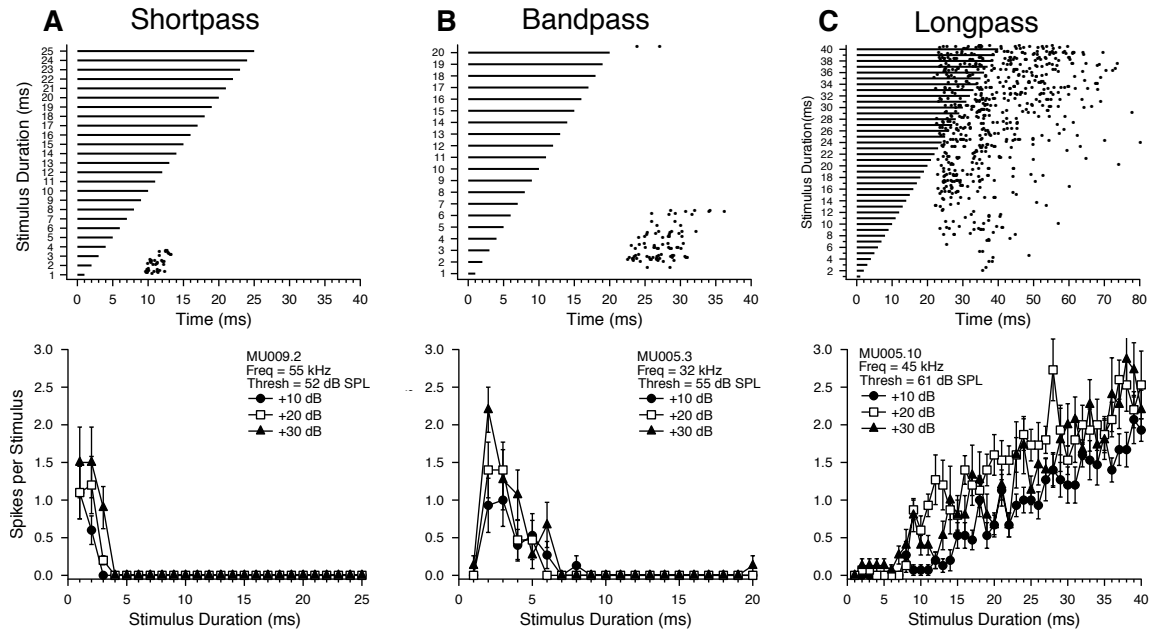 A Shortpass
B Bandpass
C Longpass
Stimulus Duration (ms)
25
24
23
22
21
20
19
18
17
16
15
14
13
12
11
10
9
8
7
6
5
4
3
2
1
0 5 10 15 20 25 30 35 40
Time (ms)
20
19
18
17
16
15
14
13
12
11
10
9
8
7
6
5
4
3
2
1
0 5 10 15 20 25 30 35 40
Time (ms)
Stimulus Duration(ms)
40
38
36
34
32
30
28
26
24
22
20
18
16
14
12
10
8
6
4
2
0 10 20 30 40 50 60 70 80
Time (ms)
Spikes per Stimulus
3.0
2.5
2.0
1.5
1.0
0.5
0.0
MU009.2
Freq = 55 kHz
Thresh = 52 dB SPL
+10 dB
+20 dB
+30 dB
0 5 10 15 20 25
Stimulus Duration (ms)
3.0
2.5
2.0
1.5
1.0
0.5
0.0
MU005.3
Freq = 32 kHz
Thresh = 55 dB SPL
+10 dB
+20 dB
+30 dB
0 5 10 15 20
Stimulus Duration (ms)
3.0
2.5
2.0
1.5
1.0
0.5
0.0
MU005.10
Freq = 45 kHz
Thresh = 61 dB SPL
+10 dB
+20 dB
+30 dB
0 5 10 15 20 25 30 35 40
Stimulus Duration (ms)